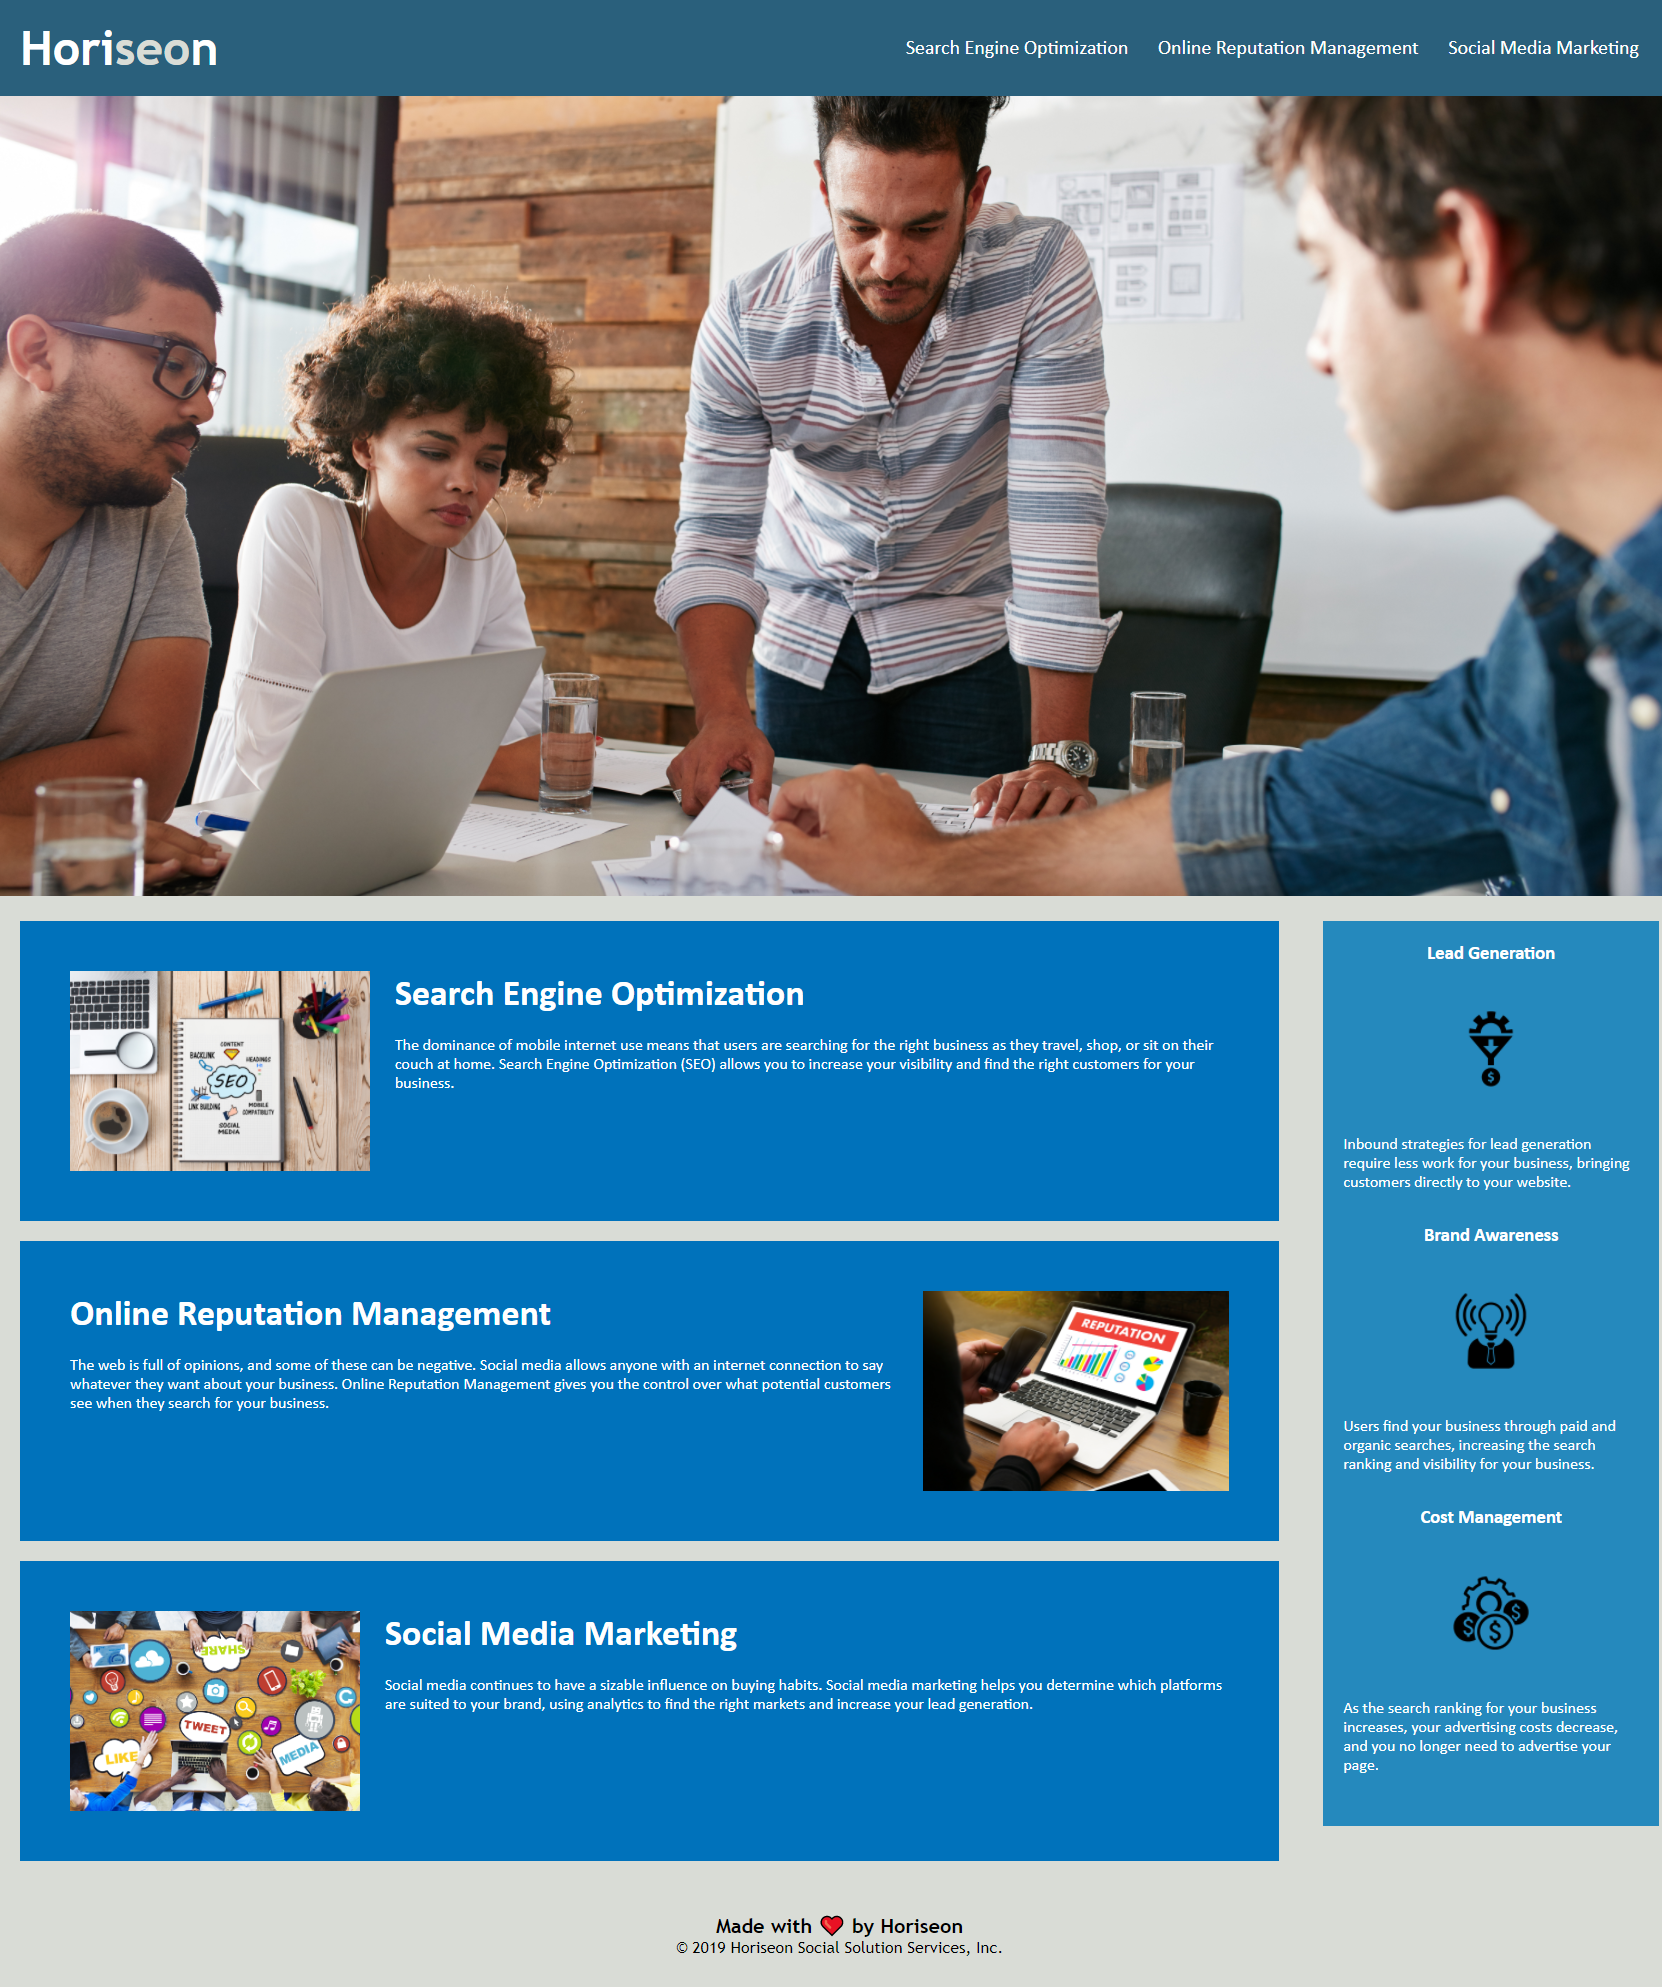 Horiseon
Search Engine Optimization
Online Reputation Management
Social Media Marketing
Search Engine Optimization
The dominance of mobile internet use means that users are searching for the right business as they travel, shop, or sit on their
couch at home. Search Engine Optimization (SEO) allows you to increase your visibility and find the right customers for your
business.
CONTENT
BACKLINK
HEADINGS
SEO
LINK BUILDING
MOBILE
COMPATIBILITY
SOCIAL
MEDIA
Online Reputation Management
The web is full of opinions, and some of these can be negative. Social media allows anyone with an internet connection to say
whatever they want about your business. Online Reputation Management gives you the control over what potential customers
see when they search for your business.
REPUTATION
Social Media Marketing
Social media continues to have a sizable influence on buying habits. Social media marketing helps you determine which platforms
are suited to your brand, using analytics to find the right markets and increase your lead generation.
SHARE
TWEET
LIKE
MEDIA
Lead Generation
$
Inbound strategies for lead generation
require less work for your business, bringing
customers directly to your website.
Brand Awareness
Users find your business through paid and
organic searches, increasing the search
ranking and visibility for your business.
Cost Management
$ $ $
As the search ranking for your business
increases, your advertising costs decrease,
and you no longer need to advertise your
page.
Made with ❤️ by Horiseon
© 2019 Horiseon Social Solution Services, Inc.